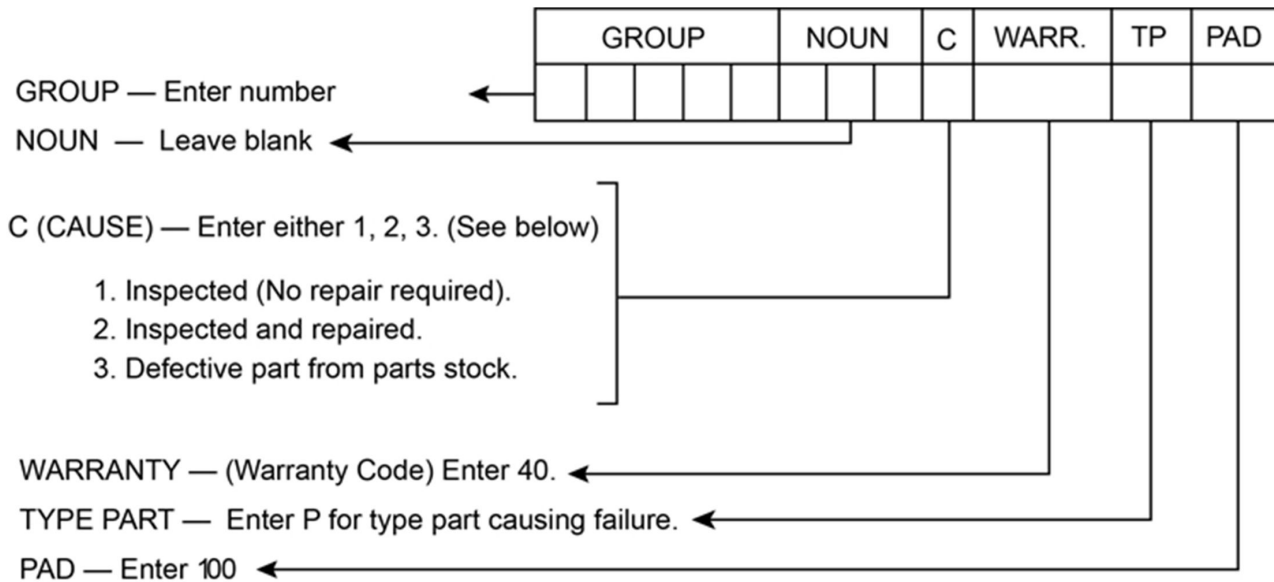 GROUP NOUN C WARR. TP PAD
GROUP — Enter number
NOUN — Leave blank
C (CAUSE) — Enter either 1, 2, 3. (See below)
1. Inspected (No repair required).
2. Inspected and repaired.
3. Defective part from parts stock.
WARRANTY — (Warranty Code) Enter 40.
TYPE PART — Enter P for type part causing failure.
PAD — Enter 100